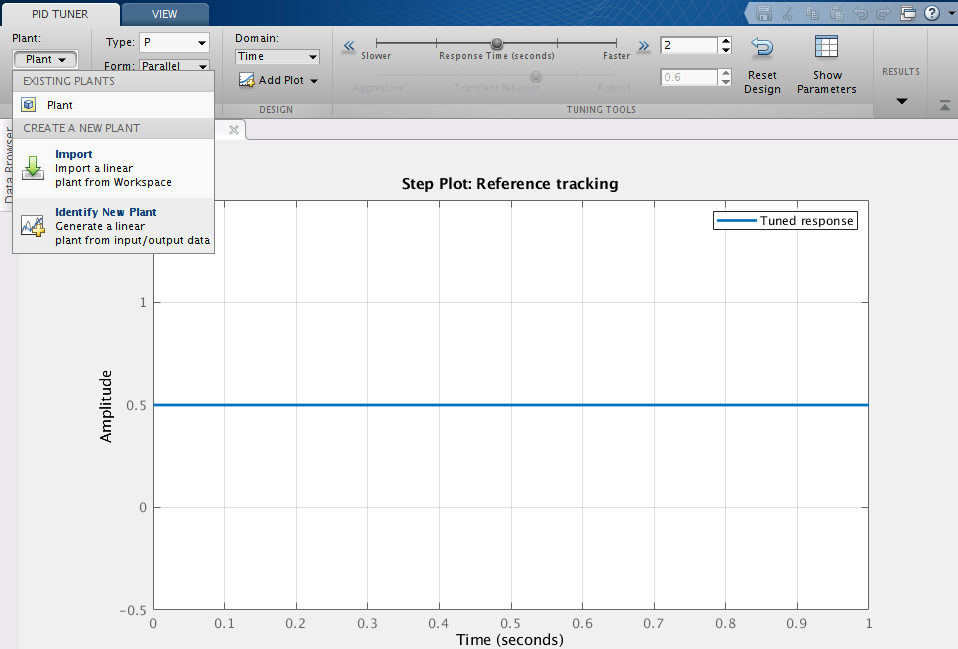 PID TUNER
VIEW
Plant:
Plant
Type: P
Form: Parallel
EXISTING PLANTS
Plant
CREATE A NEW PLANT
Import
Import a linear
plant from Workspace
Identify New Plant
Generate a linear
plant from input/output data
Domain:
Time
Add Plot
DESIGN
Slower
Response Time (seconds)
Faster
2
Aggressive
Transient Behavior
Robust
0.6
Reset
Design
Show
Parameters
TUNING TOOLS
RESULTS
Data Browser
Step Plot: Reference tracking
Tuned response
Amplitude
1
0.5
0
-0.5
0 0.1 0.2 0.3 0.4 0.5 0.6 0.7 0.8 0.9 1
Time (seconds)